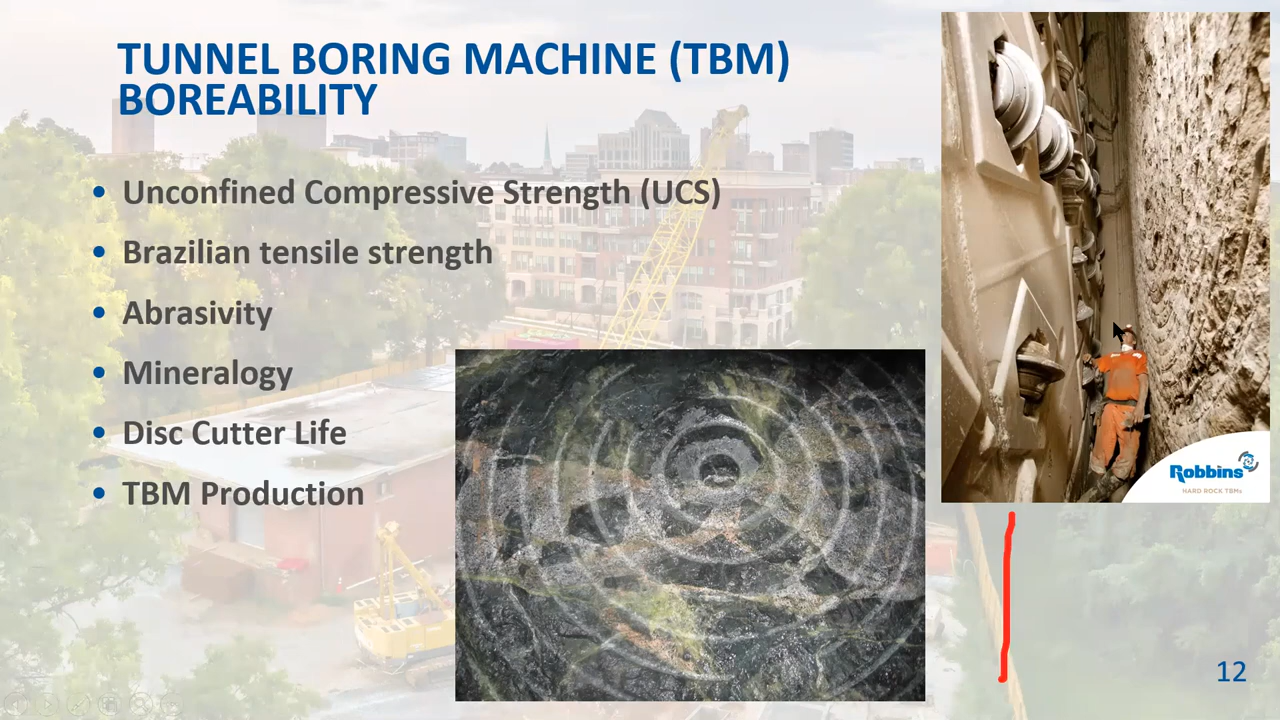 TUNNEL BORING MACHINE (TBM)
BOREABILITY
• Unconfined Compressive Strength (UCS)
• Brazilian tensile strength
• Abrasivity
• Mineralogy
• Disc Cutter Life
• TBM Production
Robbins
HARD ROCK TBMs
12